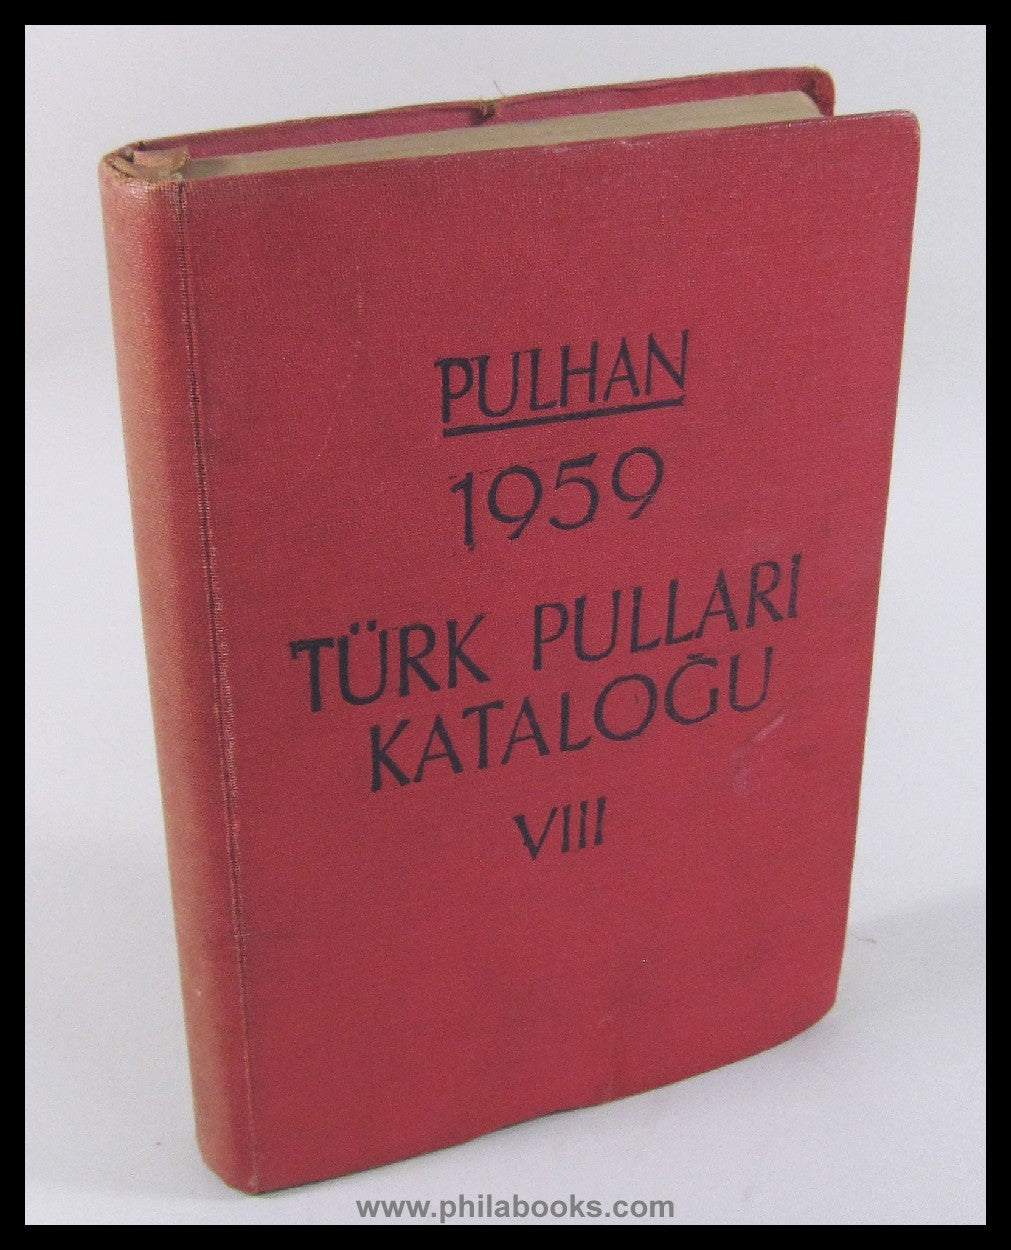 PULHAN
1959
TÜRK PULLARI
KATALOĞU
VIII
www.philabooks.com